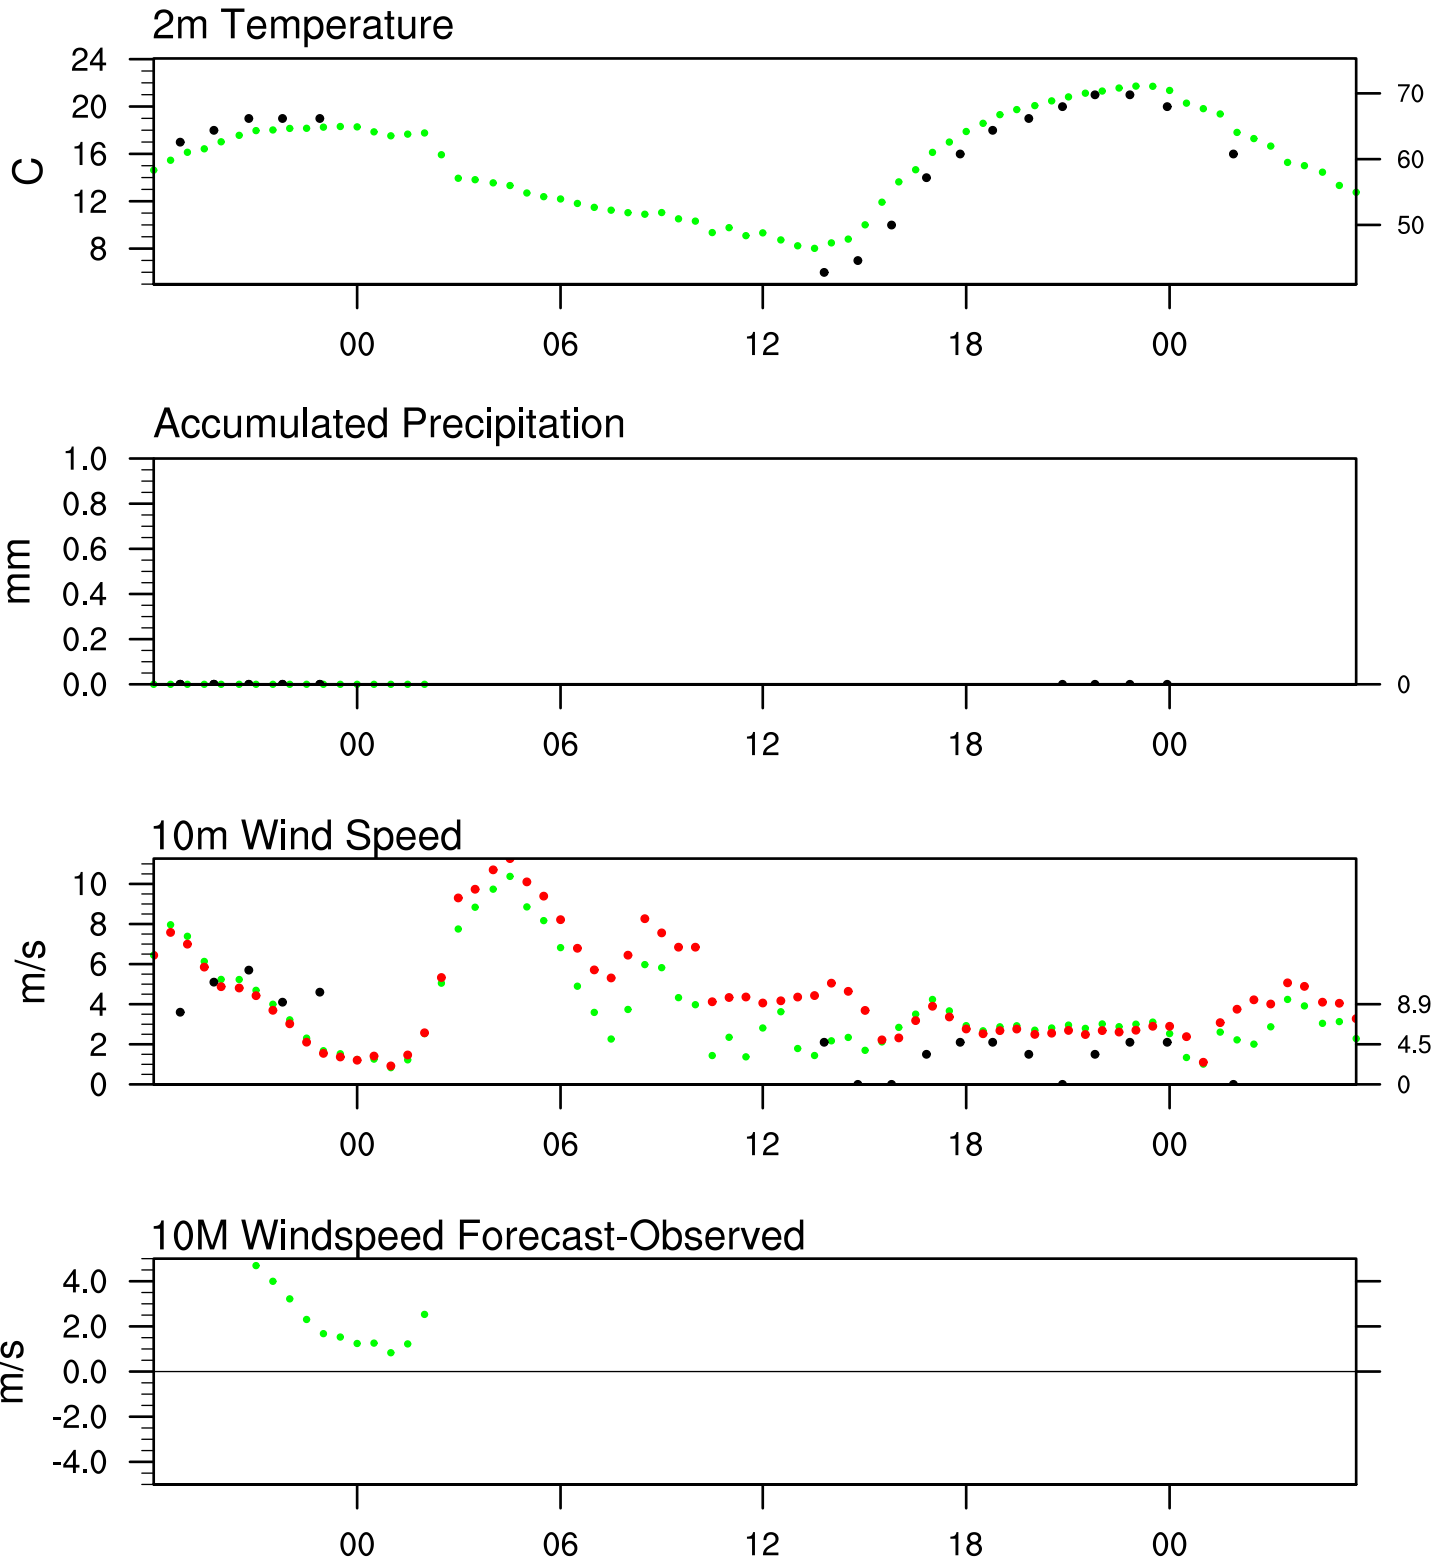 2m Temperature
24
20
16
12
8
C
70
60
50
00 06 12 18 00
Accumulated Precipitation
1.0
0.8
0.6
0.4
0.2
0.0
mm
0
00 06 12 18 00
10m Wind Speed
10
8
6
4
2
0
m/s
8.9
4.5
0
00 06 12 18 00
10M Windspeed Forecast-Observed
4.0
2.0
0.0
-2.0
-4.0
m/s
00 06 12 18 00